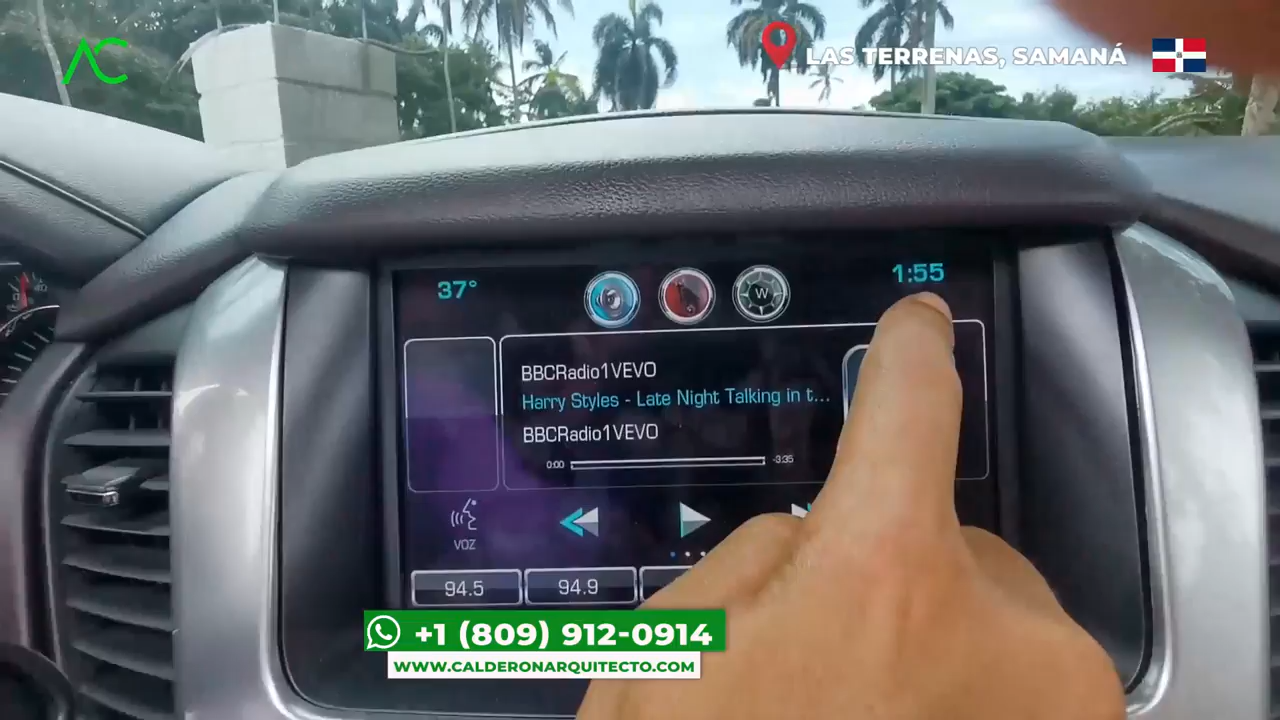 AC
LAS TERRENAS, SAMANÁ
37°
W
1:55
BBCRadio1VEVO
Harry Styles - Late Night Talking in t...
BBCRadio1VEVO
0:00
-3:35
VOZ
94.5
94.9
+1 (809) 912-0914
WWW.CALDERONARQUITECTO.COM